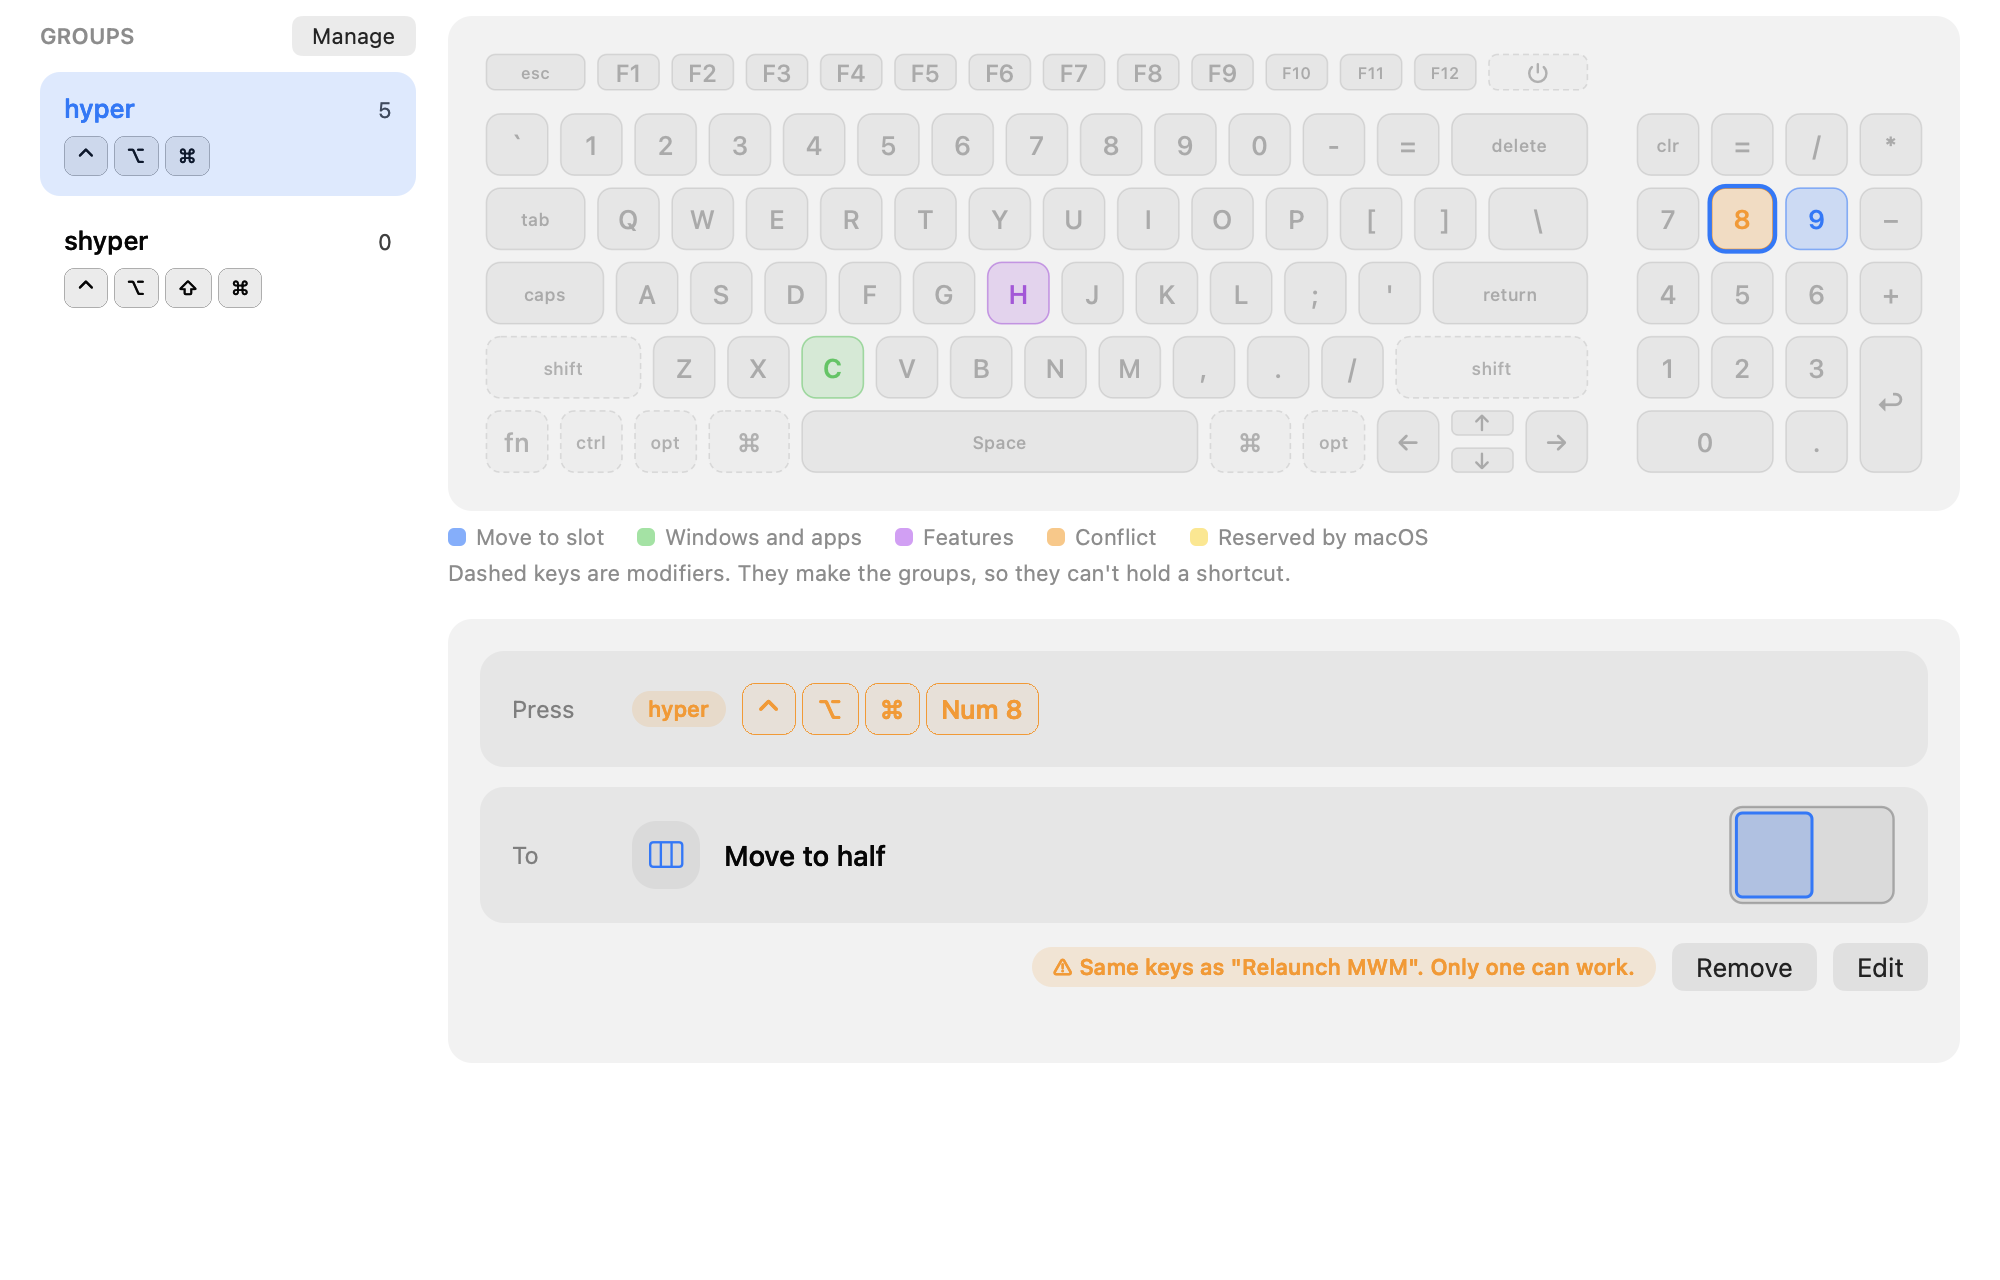 GROUPS Manage
hyper 5
⌃ ⌥ ⌘
shyper 0
⌃ ⌥ ⇧ ⌘
esc F1 F2 F3 F4 F5 F6 F7 F8 F9 F10 F11 F12
` 1 2 3 4 5 6 7 8 9 0 - = delete clr = / *
tab Q W E R T Y U I O P [ ] \ 7 8 9 −
caps A S D F G H J K L ; ' return 4 5 6 +
shift Z X C V B N M , . / shift 1 2 3 ↩
fn ctrl opt ⌘ Space ⌘ opt ← ↑ ↓ → 0 .
Move to slot Windows and apps Features Conflict Reserved by macOS
Dashed keys are modifiers. They make the groups, so they can't hold a shortcut.
Press hyper ⌃ ⌥ ⌘ Num 8
To Move to half
⚠ Same keys as "Relaunch MWM". Only one can work. Remove Edit